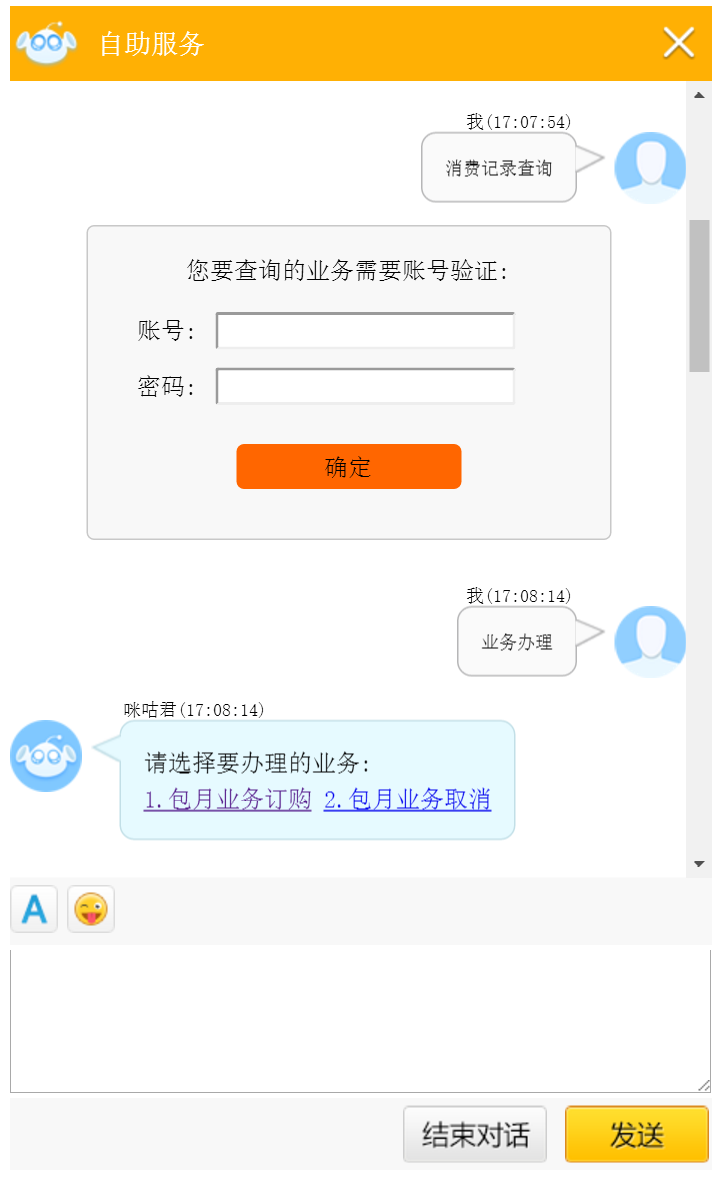 自助服务
我(17:07:54)
消费记录查询
您要查询的业务需要账号验证:
账号:
密码:
确定
我(17:08:14)
业务办理
咪咕君(17:08:14)
请选择要办理的业务:
1.包月业务订购 2.包月业务取消
A
结束对话 发送